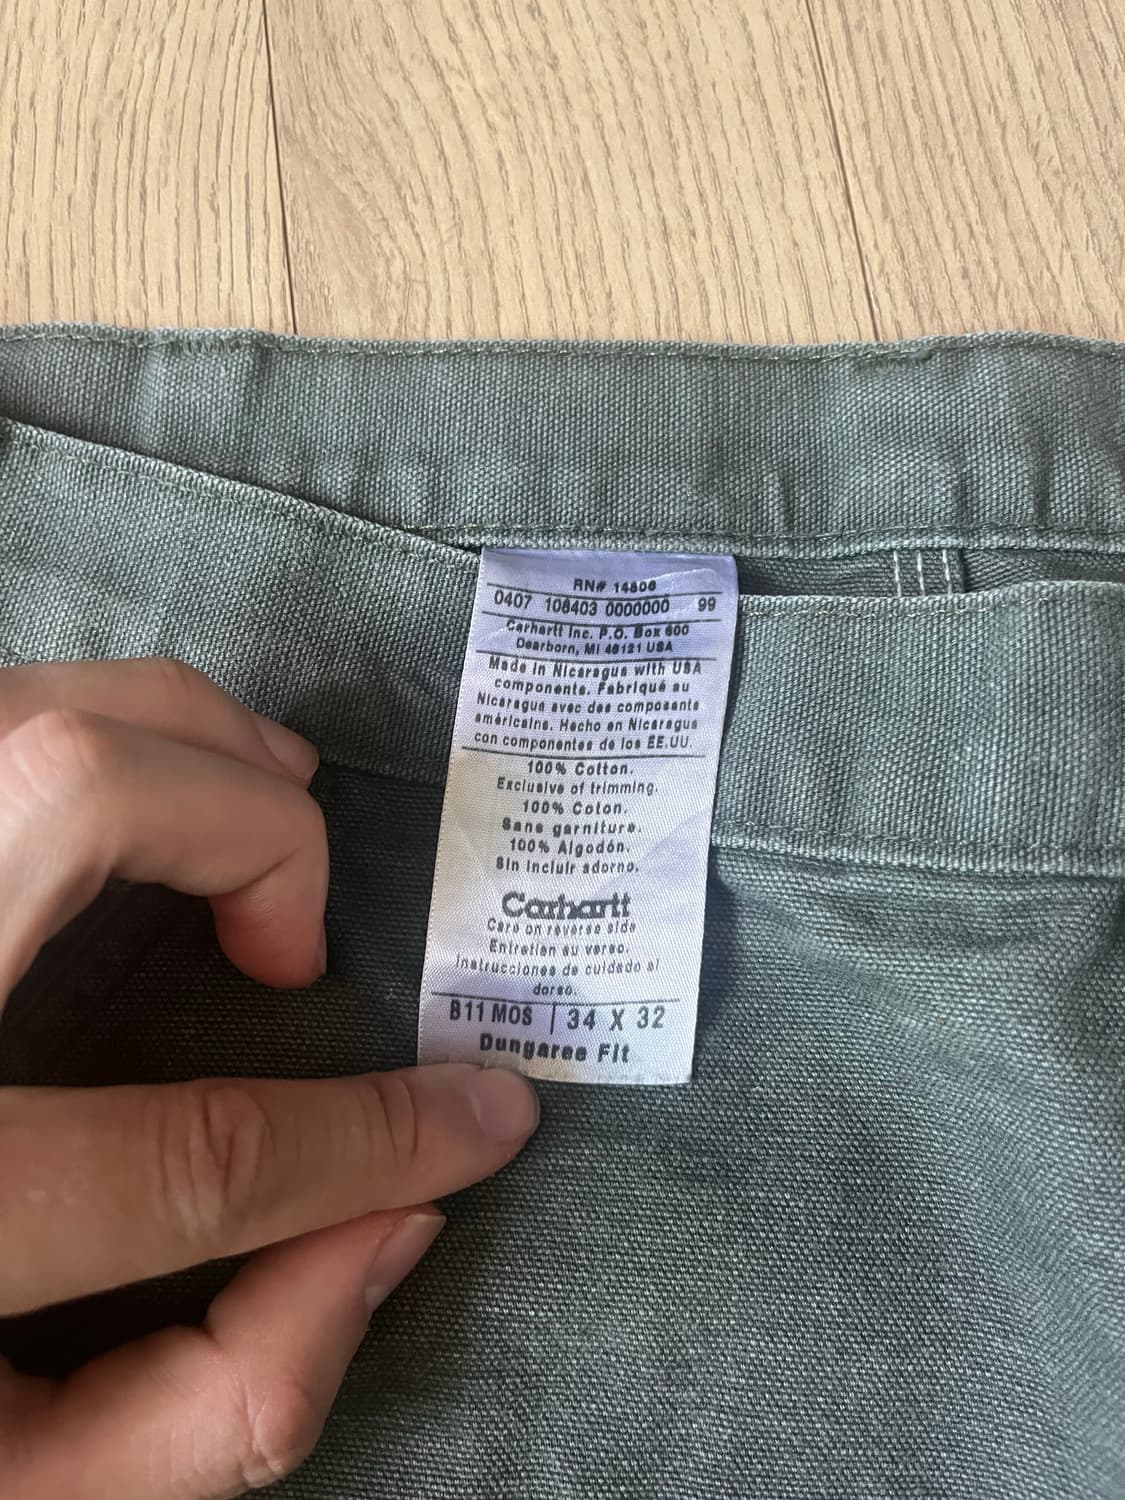 RN# 14806
0407 106403 0000000 99
Carhartt Inc. P.O. Box 600
Dearborn, MI 48121 USA
Made in Nicaragua with USA
components. Fabriqué au
Nicaragua avec des composants
américains. Hecho en Nicaragua
con componentes de los EE.UU.
100% Cotton.
Exclusive of trimming.
100% Coton.
Sans garniture.
100% Algodón.
Sin incluir adorno.
Carhartt
Care on reverse side
Entretien au verso.
Instrucciones de cuidado al
dorso.
B11 MOS | 34 X 32
Dungaree Fit